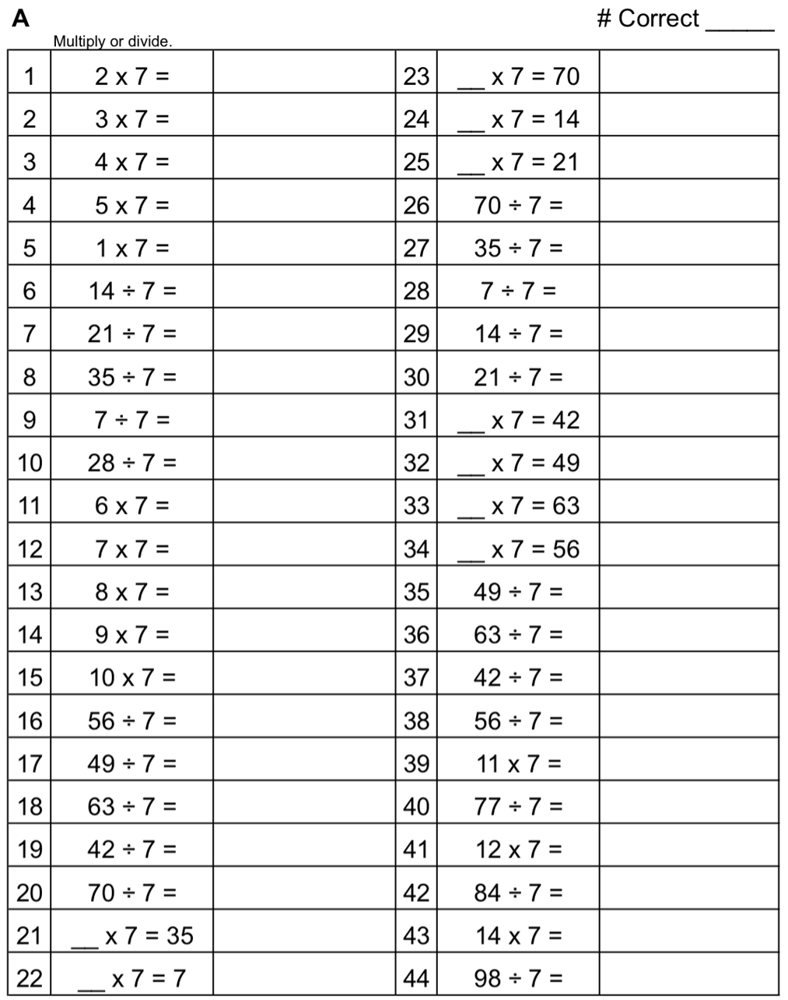 A
# Correct _____
Multiply or divide.
1 2 x 7 = 23 __ x 7 = 70
2 3 x 7 = 24 __ x 7 = 14
3 4 x 7 = 25 __ x 7 = 21
4 5 x 7 = 26 70 ÷ 7 =
5 1 x 7 = 27 35 ÷ 7 =
6 14 ÷ 7 = 28 7 ÷ 7 =
7 21 ÷ 7 = 29 14 ÷ 7 =
8 35 ÷ 7 = 30 21 ÷ 7 =
9 7 ÷ 7 = 31 __ x 7 = 42
10 28 ÷ 7 = 32 __ x 7 = 49
11 6 x 7 = 33 __ x 7 = 63
12 7 x 7 = 34 __ x 7 = 56
13 8 x 7 = 35 49 ÷ 7 =
14 9 x 7 = 36 63 ÷ 7 =
15 10 x 7 = 37 42 ÷ 7 =
16 56 ÷ 7 = 38 56 ÷ 7 =
17 49 ÷ 7 = 39 11 x 7 =
18 63 ÷ 7 = 40 77 ÷ 7 =
19 42 ÷ 7 = 41 12 x 7 =
20 70 ÷ 7 = 42 84 ÷ 7 =
21 __ x 7 = 35 43 14 x 7 =
22 __ x 7 = 7 44 98 ÷ 7 =